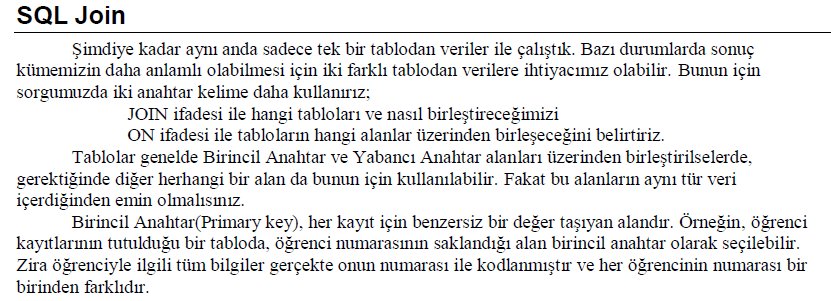 SQL Join
Şimdiye kadar aynı anda sadece tek bir tablodan veriler ile çalıştık. Bazı durumlarda sonuç
kümemizin daha anlamlı olabilmesi için iki farklı tablodan verilere ihtiyacımız olabilir. Bunun için
sorgumuzda iki anahtar kelime daha kullanırız;
JOIN ifadesi ile hangi tabloları ve nasıl birleştireceğimizi
ON ifadesi ile tabloların hangi alanlar üzerinden birleşeceğini belirtiriz.
Tablolar genelde Birincil Anahtar ve Yabancı Anahtar alanları üzerinden birleştirilselerde,
gerektiğinde diğer herhangi bir alan da bunun için kullanılabilir. Fakat bu alanların aynı tür veri
içerdiğinden emin olmalısınız.
Birincil Anahtar(Primary key), her kayıt için benzersiz bir değer taşıyan alandır. Örneğin, öğrenci
kayıtlarının tutulduğu bir tabloda, öğrenci numarasının saklandığı alan birincil anahtar olarak seçilebilir.
Zira öğrenciyle ilgili tüm bilgiler gerçekte onun numarası ile kodlanmıştır ve her öğrencinin numarası bir
birinden farklıdır.